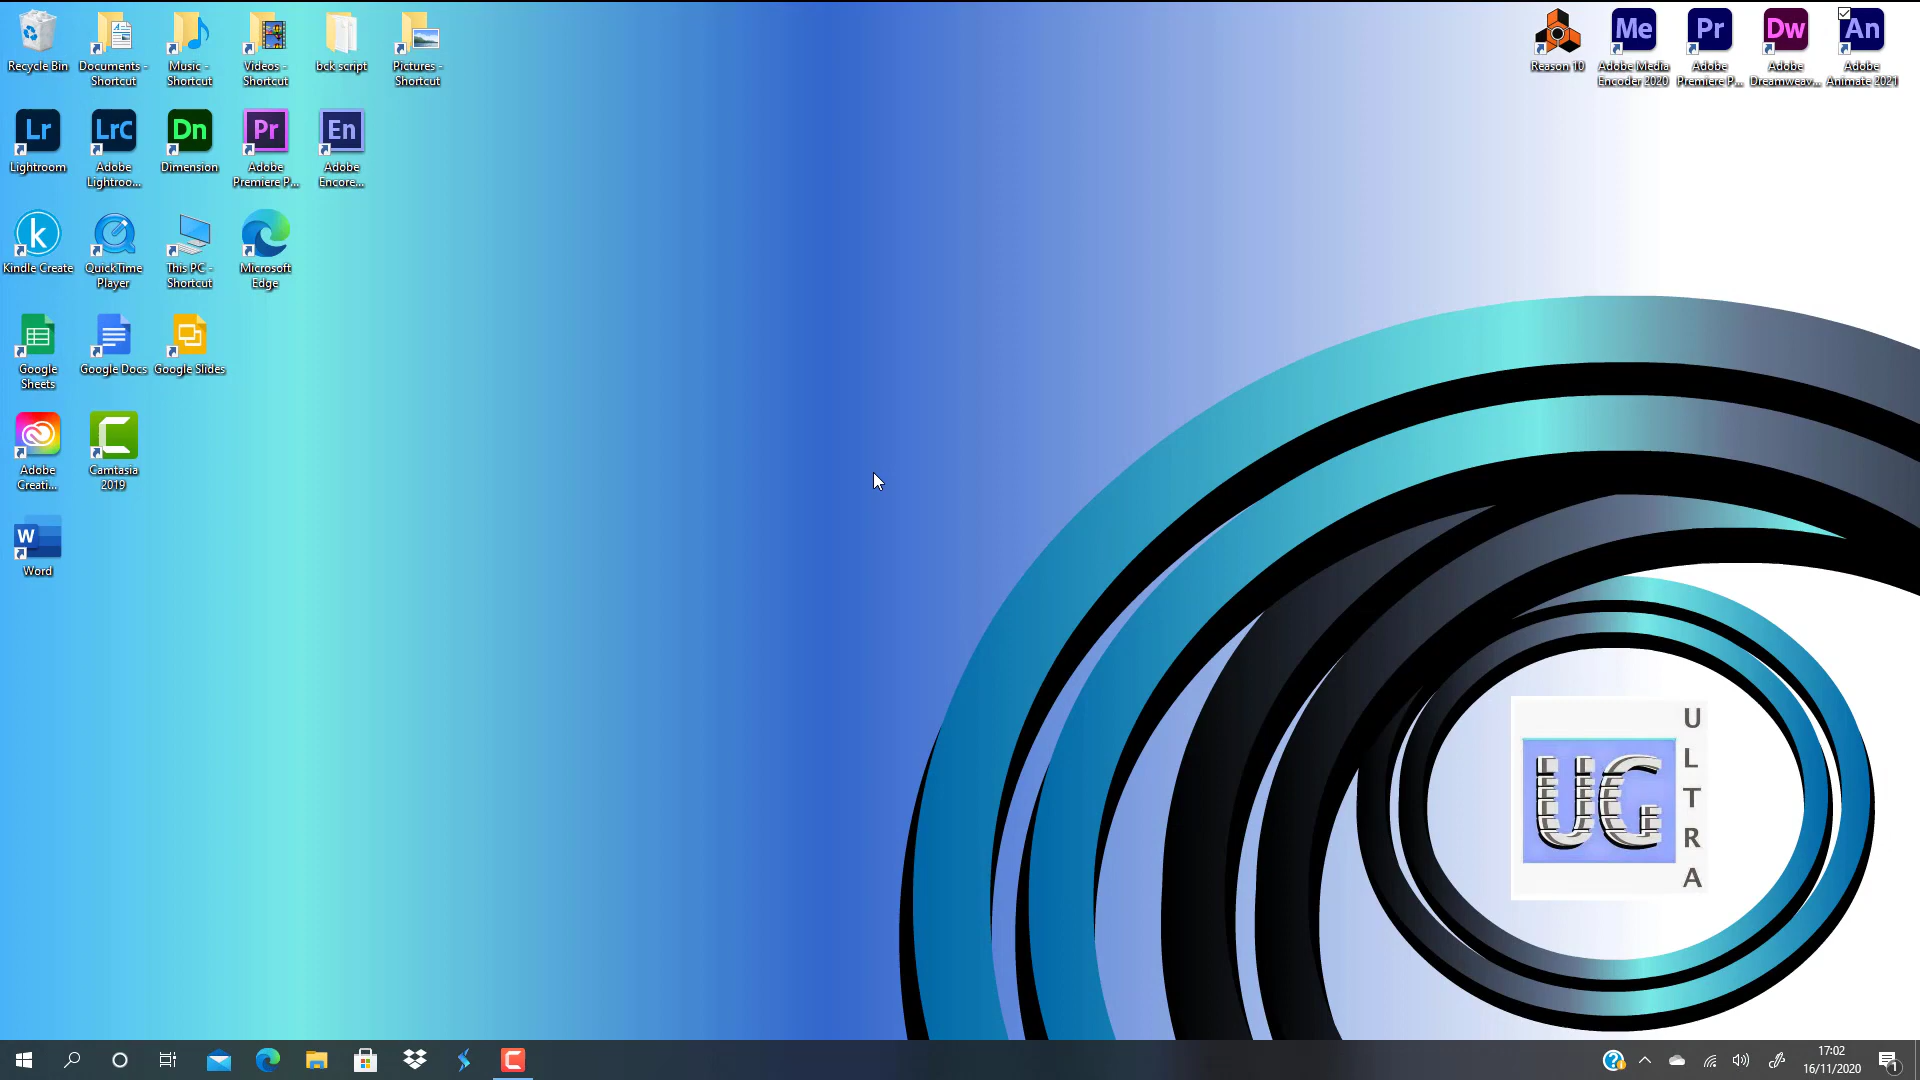 Recycle Bin
Documents -
Shortcut
Music -
Shortcut
Videos -
Shortcut
bck script
Pictures -
Shortcut
Reason 10
Me
Adobe Media
Encoder 2020
Pr
Adobe
Premiere P...
Dw
Adobe
Dreamweav...
An
Adobe
Animate 2021
Lr
Lightroom
LrC
Adobe
Lightroo...
Dn
Dimension
Pr
Adobe
Premiere P...
En
Adobe
Encore...
k
Kindle Create
QuickTime
Player
This PC -
Shortcut
Microsoft
Edge
Google
Sheets
Google Docs
Google Slides
Adobe
Creati...
C
Camtasia
2019
W
Word
UG
ULTRA
C
?
17:02
16/11/2020
1